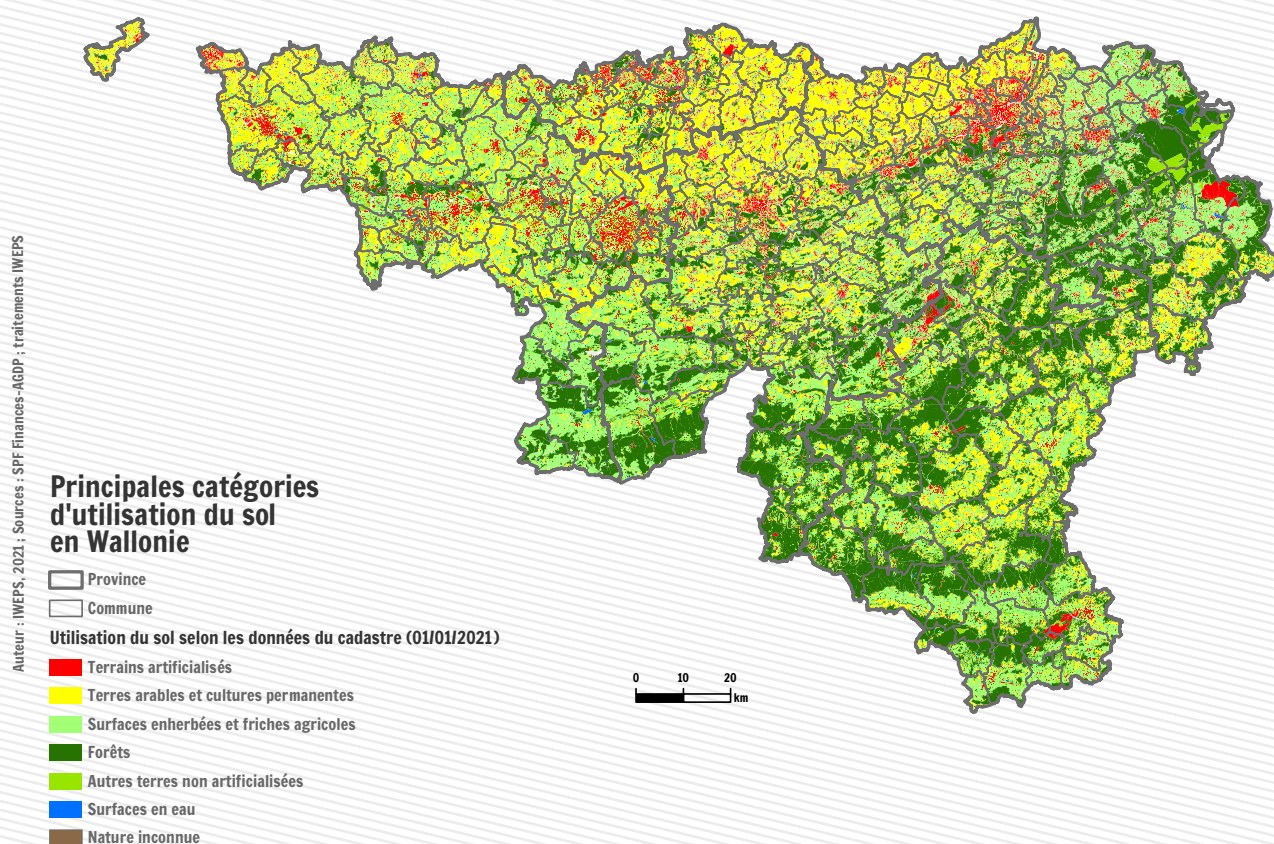 Principales catégories
d'utilisation du sol
en Wallonie
Province
Commune
Utilisation du sol selon les données du cadastre (01/01/2021)
Terrains artificialisés
Terres arables et cultures permanentes
Surfaces enherbées et friches agricoles
Forêts
Autres terres non artificialisées
Surfaces en eau
Nature inconnue
0 10 20
km
Auteur : IWEPS, 2021 ; Sources : SPF Finances-AGDP ; traitements IWEPS